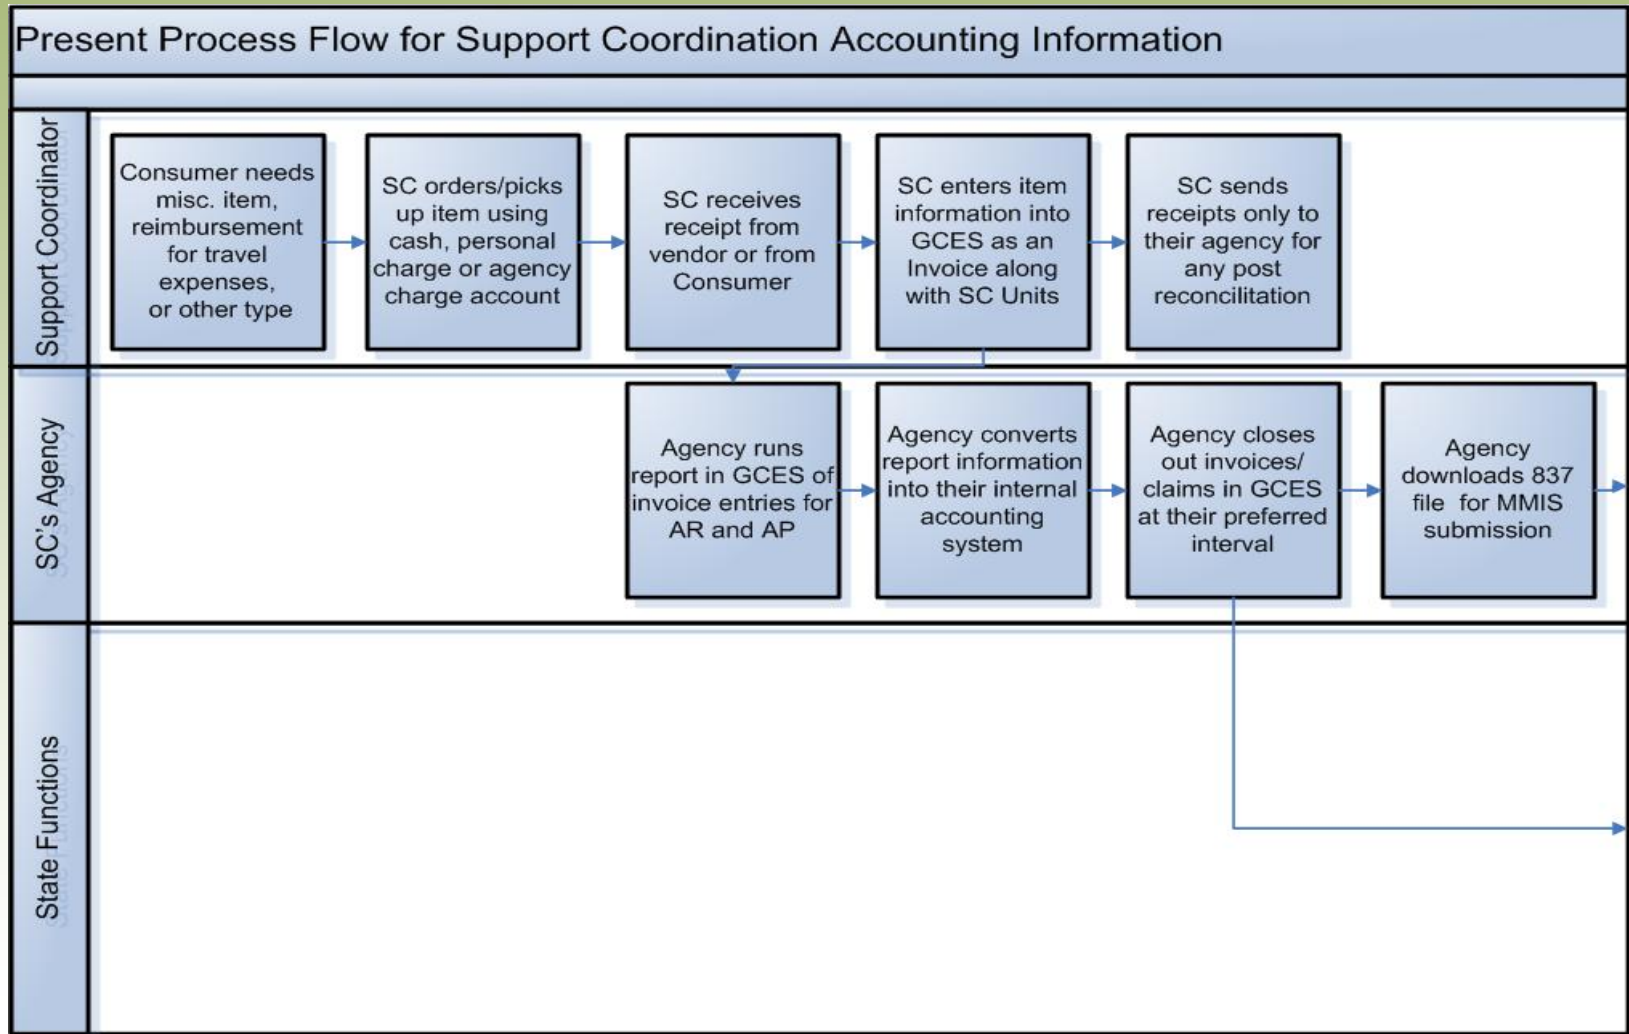 Present Process Flow for Support Coordination Accounting Information
Support Coordinator
Consumer needs
misc. item,
reimbursement
for travel
expenses,
or other type
SC orders/picks
up item using
cash, personal
charge or agency
charge account
SC receives
receipt from
vendor or from
Consumer
SC enters item
information into
GCES as an
Invoice along
with SC Units
SC sends
receipts only to
their agency for
any post
reconcilitation
SC's Agency
Agency runs
report in GCES of
invoice entries for
AR and AP
Agency converts
report information
into their internal
accounting
system
Agency closes
out invoices/
claims in GCES
at their preferred
interval
Agency
downloads 837
file for MMIS
submission
State Functions